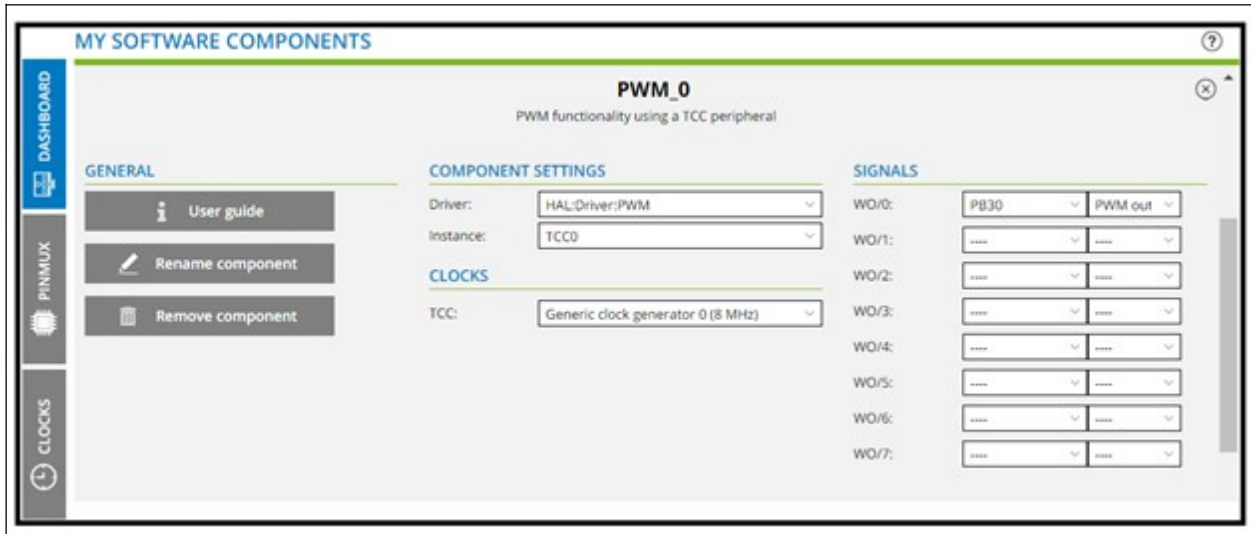 MY SOFTWARE COMPONENTS
?
DASHBOARD
PINMUX
CLOCKS
PWM_0
PWM functionality using a TCC peripheral
GENERAL
i User guide
Rename component
Remove component
COMPONENT SETTINGS
Driver: HAL:Driver:PWM
Instance: TCC0
CLOCKS
TCC: Generic clock generator 0 (8 MHz)
SIGNALS
WO/0: PB30 PWM out
WO/1: ---- ----
WO/2: ---- ----
WO/3: ---- ----
WO/4: ---- ----
WO/5: ---- ----
WO/6: ---- ----
WO/7: ---- ----